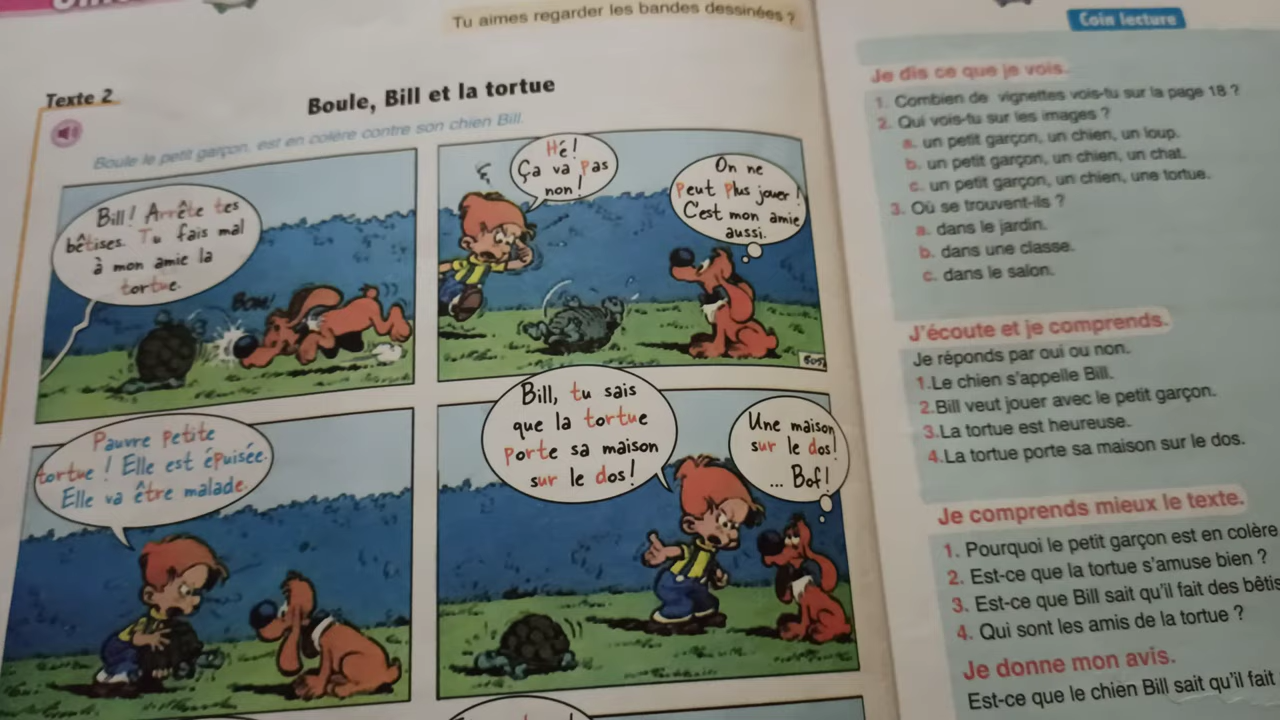 Tu aimes regarder les bandes dessinées ?
Texte 2
Boule, Bill et la tortue
Boule le petit garçon, est en colère contre son chien Bill.
Bill! Arrête tes
bêtises. Tu fais mal
à mon amie la
tortue.
Hé!
Ça va pas
non!
On ne
peut plus jouer!
C'est mon amie
aussi.
Pauvre petite
tortue! Elle est épuisée.
Elle va être malade.
Bill, tu sais
que la tortue
porte sa maison
sur le dos!
Une maison
sur le dos!
... Bof!
Coin lecture
Je dis ce que je vois.
1. Combien de vignettes vois-tu sur la page 18 ?
2. Qui vois-tu sur les images ?
a. un petit garçon, un chien, un loup.
b. un petit garçon, un chien, un chat.
c. un petit garçon, un chien, une tortue.
3. Où se trouvent-ils ?
a. dans le jardin.
b. dans une classe.
c. dans le salon.
J'écoute et je comprends.
Je réponds par oui ou non.
1.Le chien s'appelle Bill.
2.Bill veut jouer avec le petit garçon.
3.La tortue est heureuse.
4.La tortue porte sa maison sur le dos.
Je comprends mieux le texte.
1. Pourquoi le petit garçon est en colère
2. Est-ce que la tortue s'amuse bien ?
3. Est-ce que Bill sait qu'il fait des bêtis
4. Qui sont les amis de la tortue ?
Je donne mon avis.
Est-ce que le chien Bill sait qu'il fait